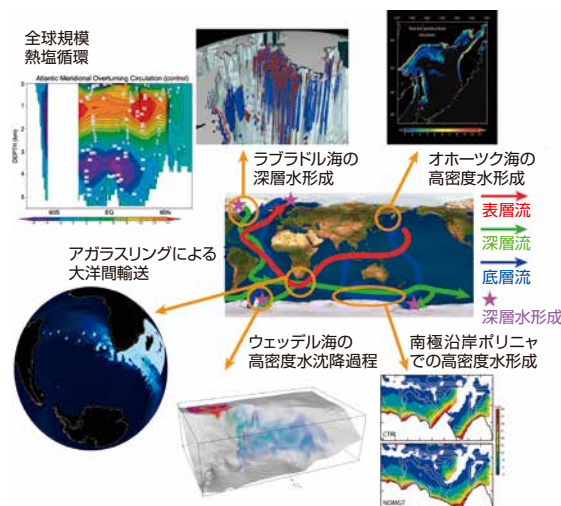 全球規模
熱塩循環
Atlantic Meridional Overturning Circulation (control)
DEPTH (km)
60S
EQ
60N
ラブラドル海の
深層水形成
オホーツク海の
高密度水形成
アガラスリングによる
大洋間輸送
表層流
深層流
底層流
深層水形成
ウェッデル海の
高密度水沈降過程
南極沿岸ポリニャ
での高密度水形成
CTRL
NOMGT